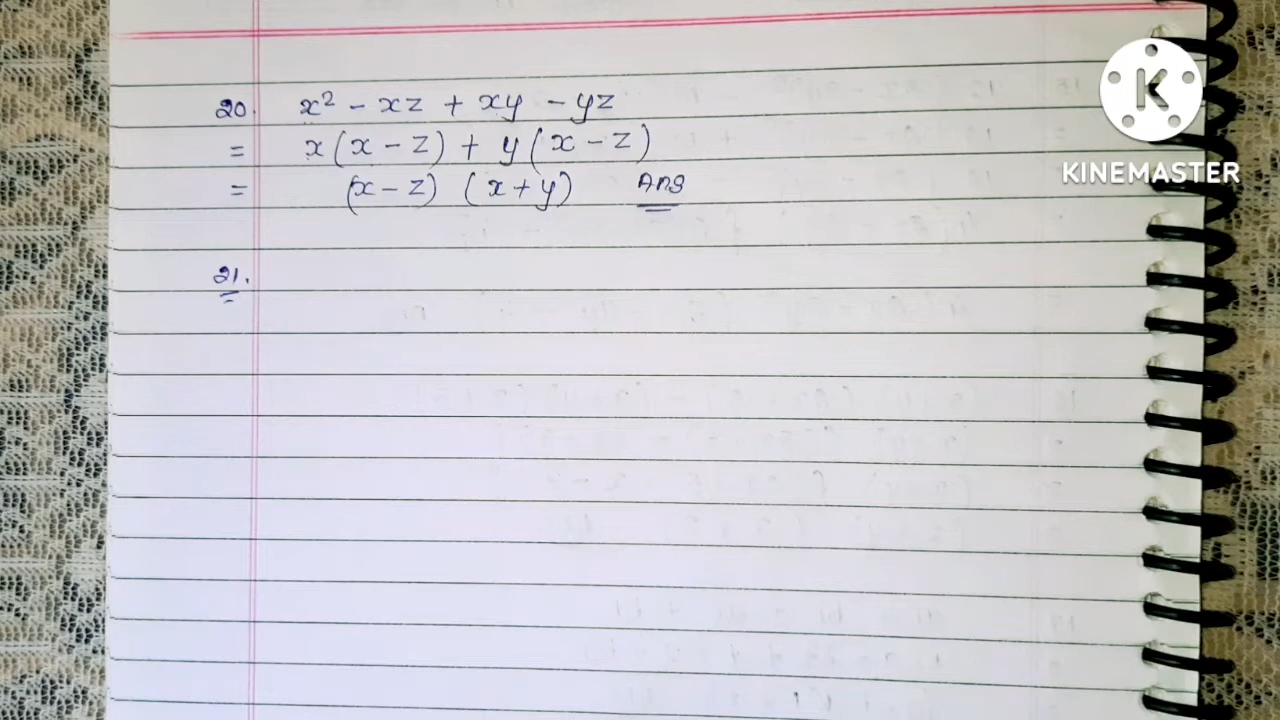 20. x² - xz + xy - yz
= x(x - z) + y(x - z)
= (x - z) (x + y) Ans
21.
K
KINEMASTER